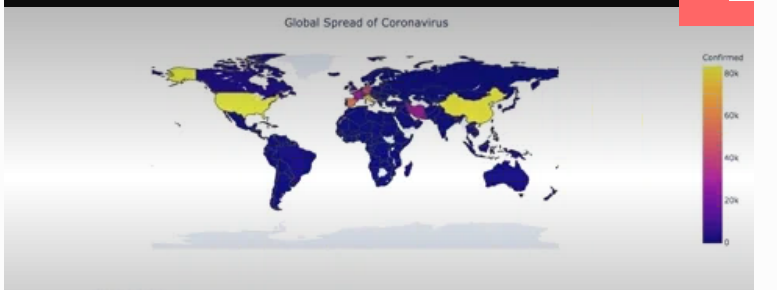 Global Spread of Coronavirus
Confirmed
80k
60k
40k
20k
0